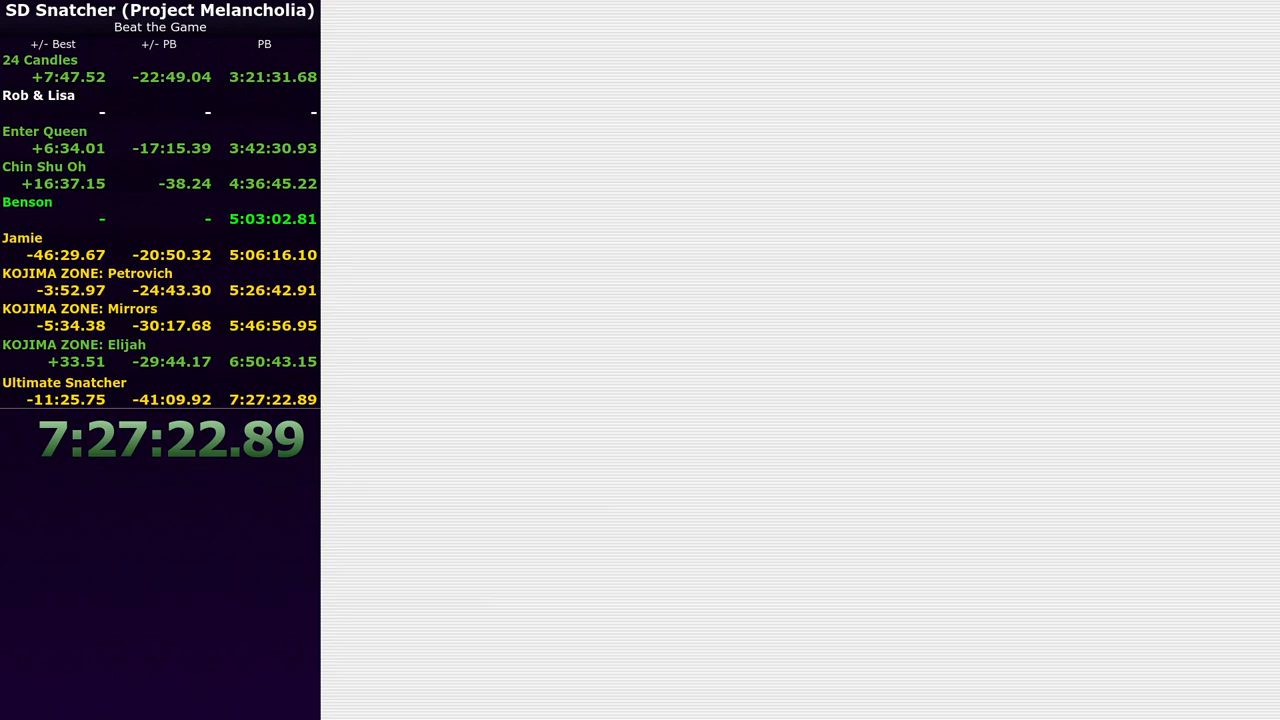 SD Snatcher (Project Melancholia)
Beat the Game
+/- Best +/- PB PB
24 Candles
+7:47.52 -22:49.04 3:21:31.68
Rob & Lisa
- - -
Enter Queen
+6:34.01 -17:15.39 3:42:30.93
Chin Shu Oh
+16:37.15 -38.24 4:36:45.22
Benson
- - 5:03:02.81
Jamie
-46:29.67 -20:50.32 5:06:16.10
KOJIMA ZONE: Petrovich
-3:52.97 -24:43.30 5:26:42.91
KOJIMA ZONE: Mirrors
-5:34.38 -30:17.68 5:46:56.95
KOJIMA ZONE: Elijah
+33.51 -29:44.17 6:50:43.15
Ultimate Snatcher
-11:25.75 -41:09.92 7:27:22.89
7:27:22.89